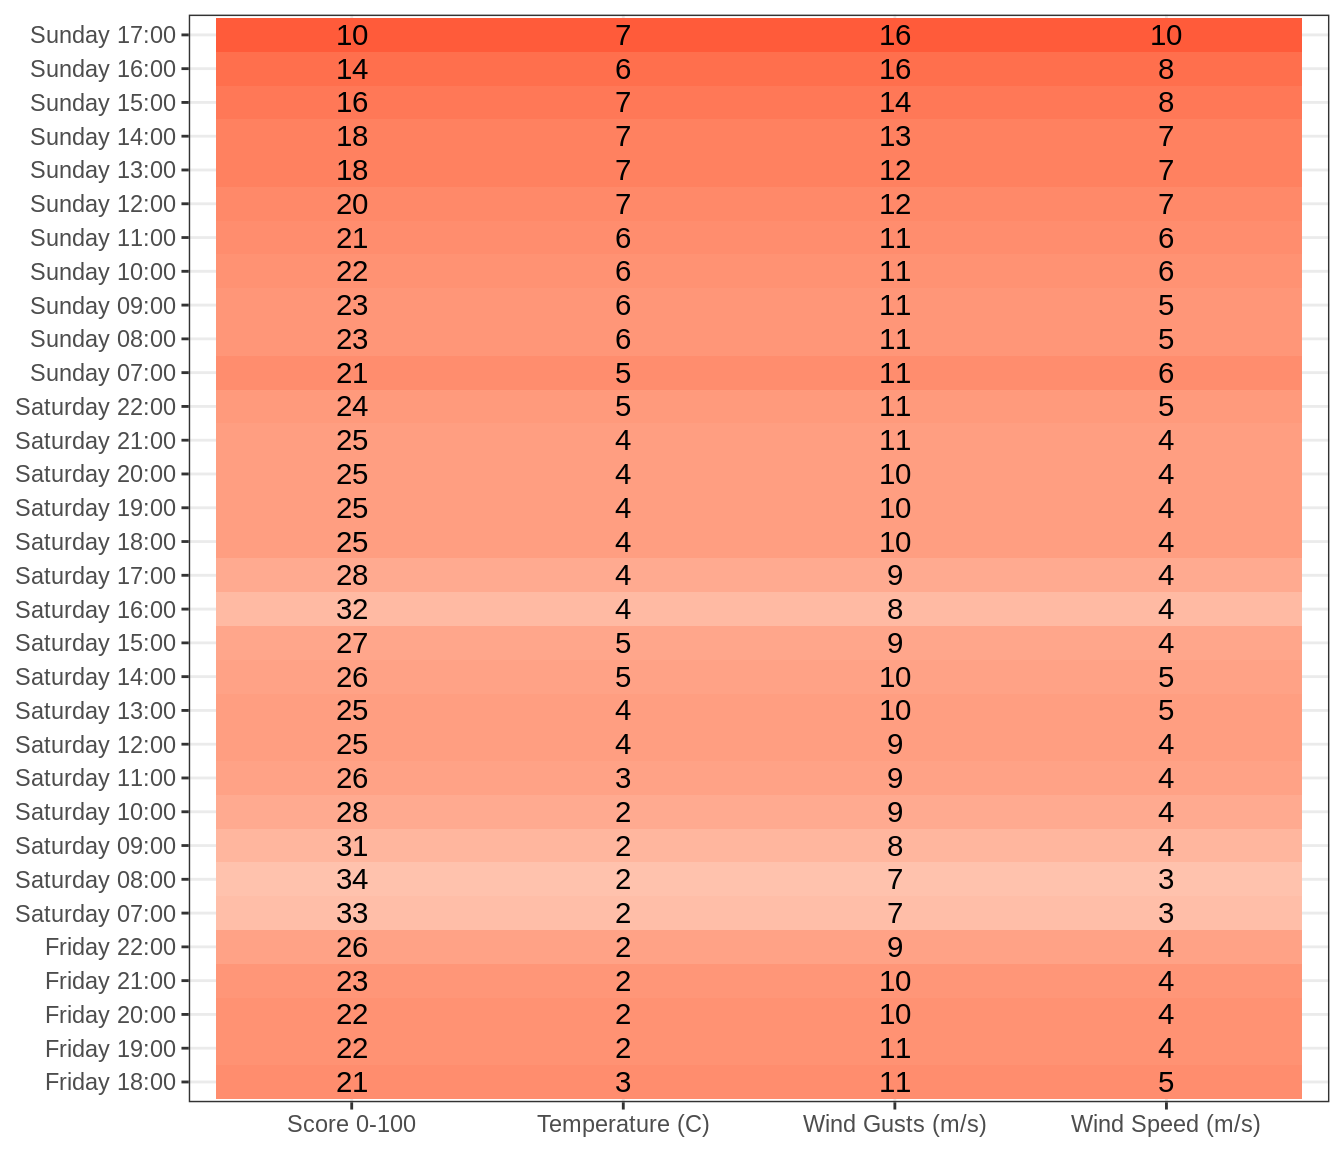 Sunday 17:00 10 7 16 10
Sunday 16:00 14 6 16 8
Sunday 15:00 16 7 14 8
Sunday 14:00 18 7 13 7
Sunday 13:00 18 7 12 7
Sunday 12:00 20 7 12 7
Sunday 11:00 21 6 11 6
Sunday 10:00 22 6 11 6
Sunday 09:00 23 6 11 5
Sunday 08:00 23 6 11 5
Sunday 07:00 21 5 11 6
Saturday 22:00 24 5 11 5
Saturday 21:00 25 4 11 4
Saturday 20:00 25 4 10 4
Saturday 19:00 25 4 10 4
Saturday 18:00 25 4 10 4
Saturday 17:00 28 4 9 4
Saturday 16:00 32 4 8 4
Saturday 15:00 27 5 9 4
Saturday 14:00 26 5 10 5
Saturday 13:00 25 4 10 5
Saturday 12:00 25 4 9 4
Saturday 11:00 26 3 9 4
Saturday 10:00 28 2 9 4
Saturday 09:00 31 2 8 4
Saturday 08:00 34 2 7 3
Saturday 07:00 33 2 7 3
Friday 22:00 26 2 9 4
Friday 21:00 23 2 10 4
Friday 20:00 22 2 10 4
Friday 19:00 22 2 11 4
Friday 18:00 21 3 11 5
Score 0-100 Temperature (C) Wind Gusts (m/s) Wind Speed (m/s)